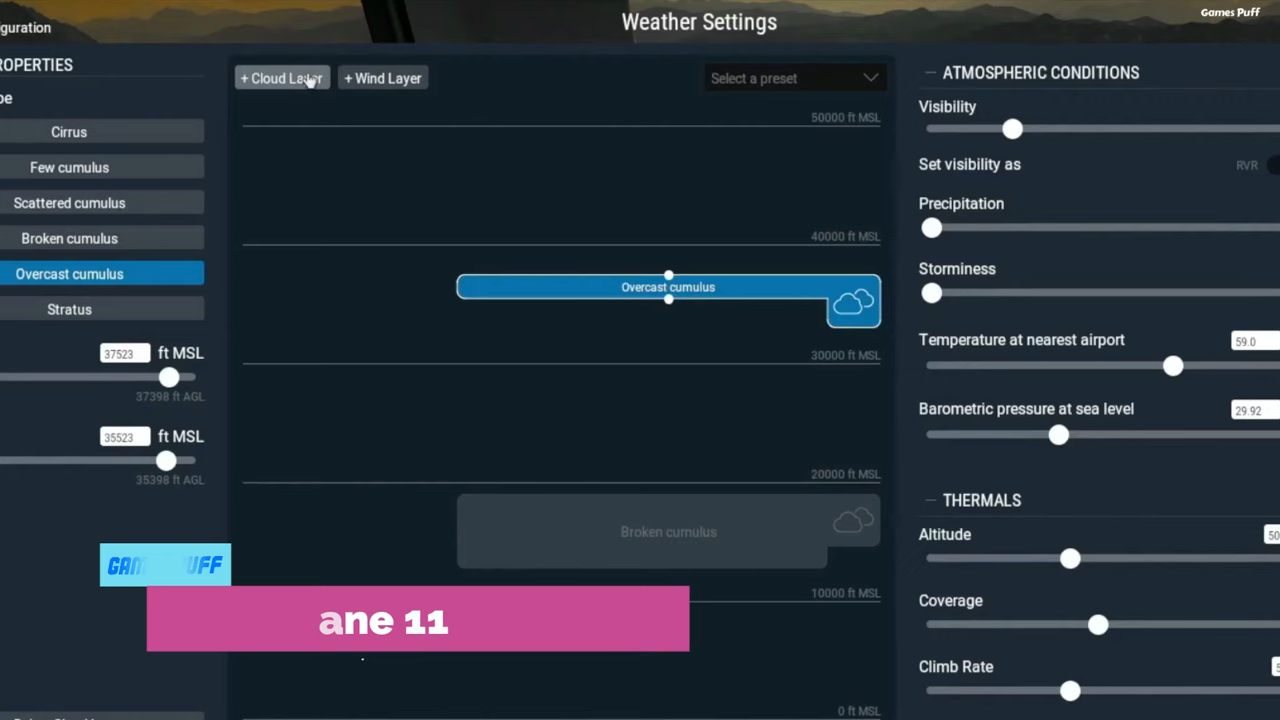 Games Puff
Weather Settings
guration
ROPERTIES
pe
Cirrus
Few cumulus
Scattered cumulus
Broken cumulus
Overcast cumulus
Stratus
37523 ft MSL
37398 ft AGL
35523 ft MSL
35398 ft AGL
+ Cloud Layer
+ Wind Layer
Select a preset
50000 ft MSL
40000 ft MSL
Overcast cumulus
30000 ft MSL
20000 ft MSL
Broken cumulus
10000 ft MSL
0 ft MSL
ATMOSPHERIC CONDITIONS
Visibility
Set visibility as
RVR
Precipitation
Storminess
Temperature at nearest airport
59.0
Barometric pressure at sea level
29.92
THERMALS
Altitude
50
Coverage
Climb Rate
5
ane 11